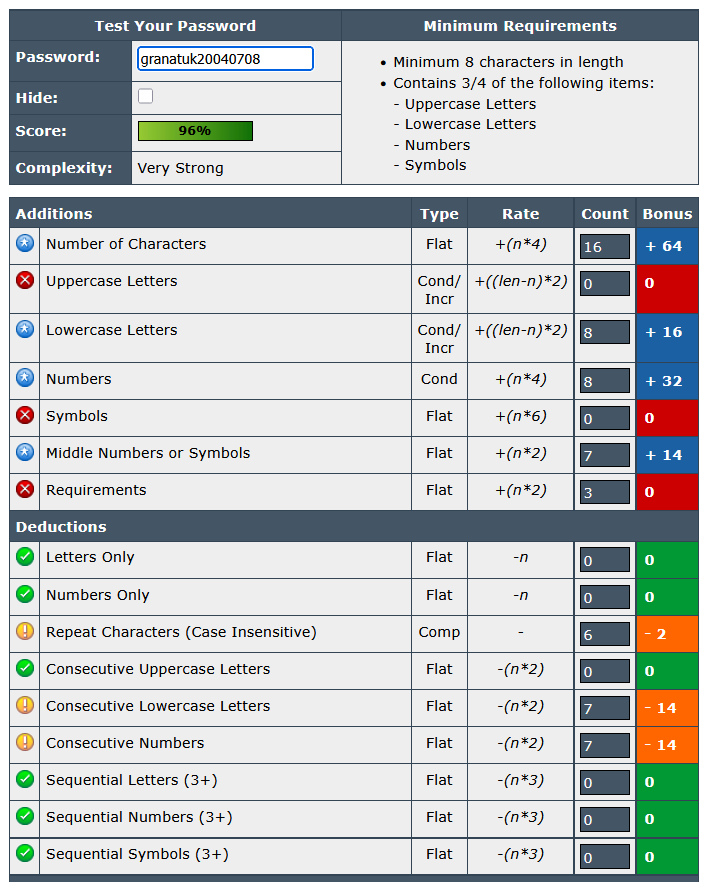 Test Your Password	Minimum Requirements
Password:	granatuk20040708
• Minimum 8 characters in length
• Contains 3/4 of the following items:
- Uppercase Letters
- Lowercase Letters
- Numbers
- Symbols
Hide:
Score:	96%
Complexity:	Very Strong
Additions	Type	Rate	Count	Bonus
Number of Characters	Flat	+(n*4)	16	+ 64
Uppercase Letters	Cond/Incr	+((len-n)*2)	0	0
Lowercase Letters	Cond/Incr	+((len-n)*2)	8	+ 16
Numbers	Cond	+(n*4)	8	+ 32
Symbols	Flat	+(n*6)	0	0
Middle Numbers or Symbols	Flat	+(n*2)	7	+ 14
Requirements	Flat	+(n*2)	3	0
Deductions
Letters Only	Flat	-n	0	0
Numbers Only	Flat	-n	0	0
Repeat Characters (Case Insensitive)	Comp	-	6	- 2
Consecutive Uppercase Letters	Flat	-(n*2)	0	0
Consecutive Lowercase Letters	Flat	-(n*2)	7	- 14
Consecutive Numbers	Flat	-(n*2)	7	- 14
Sequential Letters (3+)	Flat	-(n*3)	0	0
Sequential Numbers (3+)	Flat	-(n*3)	0	0
Sequential Symbols (3+)	Flat	-(n*3)	0	0